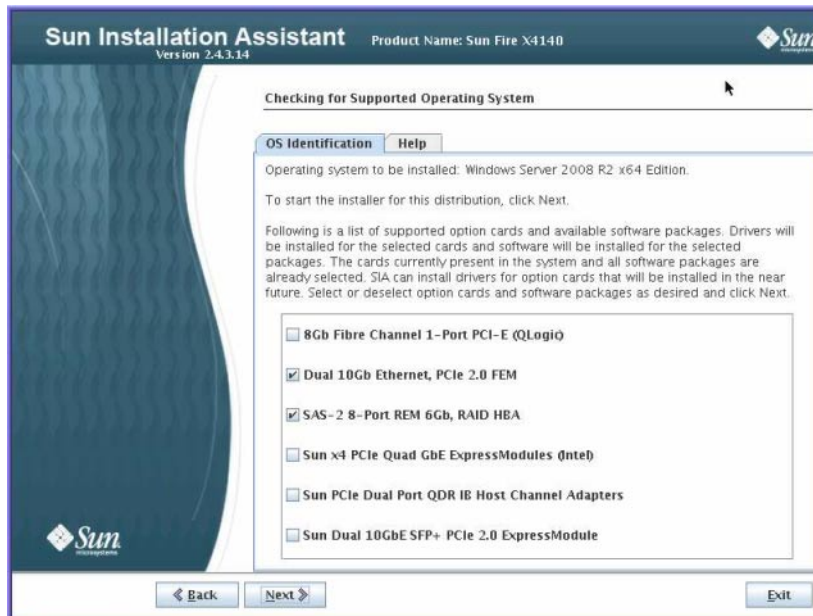 Sun Installation Assistant
Version 2.4.3.14
Product Name: Sun Fire X4140
Sun
Checking for Supported Operating System
OS Identification
Help
Operating system to be installed: Windows Server 2008 R2 x64 Edition.
To start the installer for this distribution, click Next.
Following is a list of supported option cards and available software packages. Drivers will
be installed for the selected cards and software will be installed for the selected
packages. The cards currently present in the system and all software packages are
already selected. SIA can install drivers for option cards that will be installed in the near
future. Select or deselect option cards and software packages as desired and click Next.
8Gb Fibre Channel 1-Port PCI-E (QLogic)
Dual 10Gb Ethernet, PCIe 2.0 FEM
SAS-2 8-Port REM 6Gb, RAID HBA
Sun x4 PCIe Quad GbE ExpressModules (Intel)
Sun PCIe Dual Port QDR IB Host Channel Adapters
Sun Dual 10GbE SFP+ PCIe 2.0 ExpressModule
Sun
microsystems
Back
Next
Exit